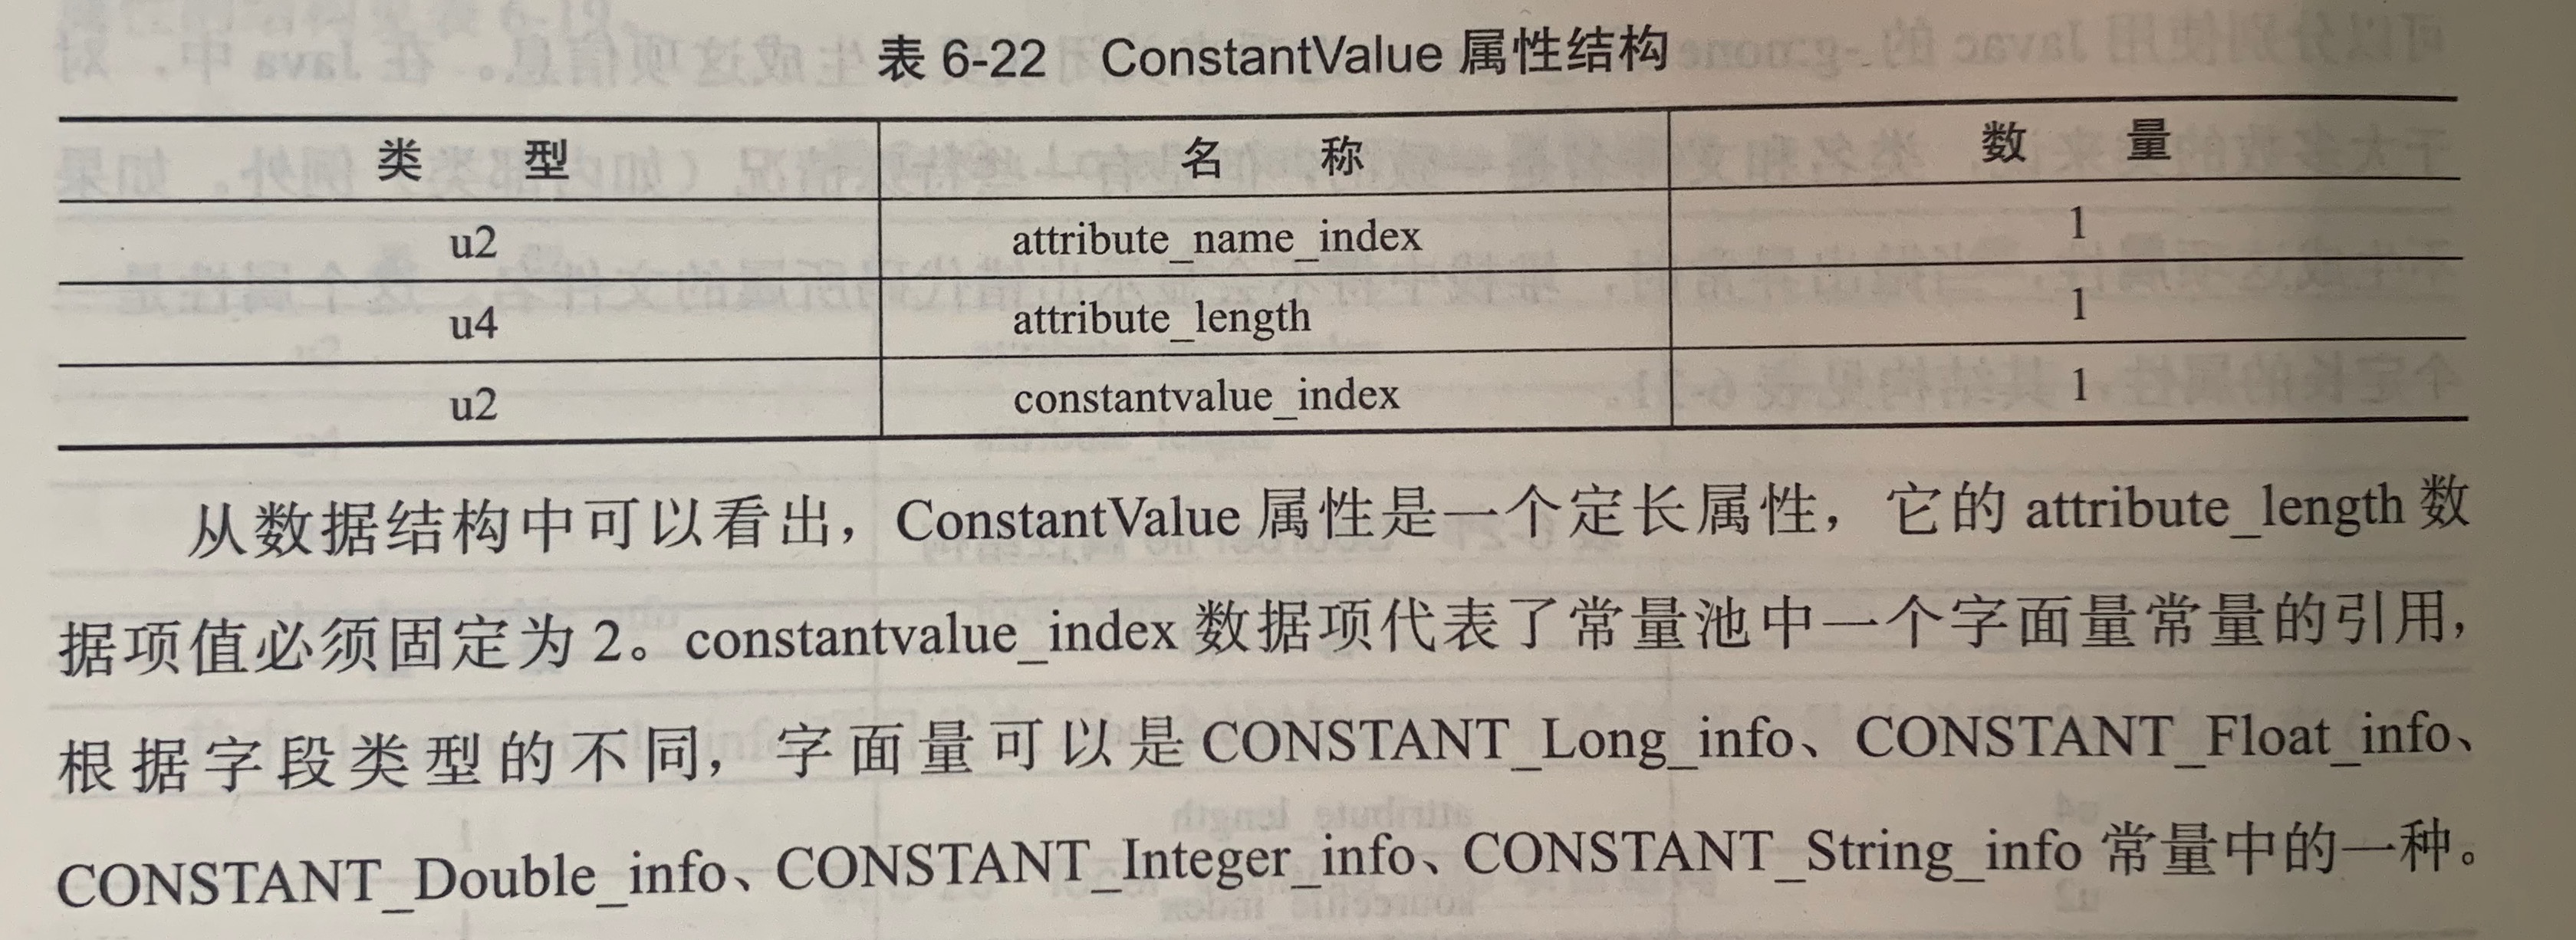 表 6-22 ConstantValue 属性结构
类 型 名 称 数 量
u2 attribute_name_index 1
u4 attribute_length 1
u2 constantvalue_index 1
从数据结构中可以看出，ConstantValue 属性是一个定长属性，它的 attribute_length 数
据项值必须固定为 2。constantvalue_index 数据项代表了常量池中一个字面量常量的引用，
根据字段类型的不同，字面量可以是 CONSTANT_Long_info、CONSTANT_Float_info、
CONSTANT_Double_info、CONSTANT_Integer_info、CONSTANT_String_info 常量中的一种。